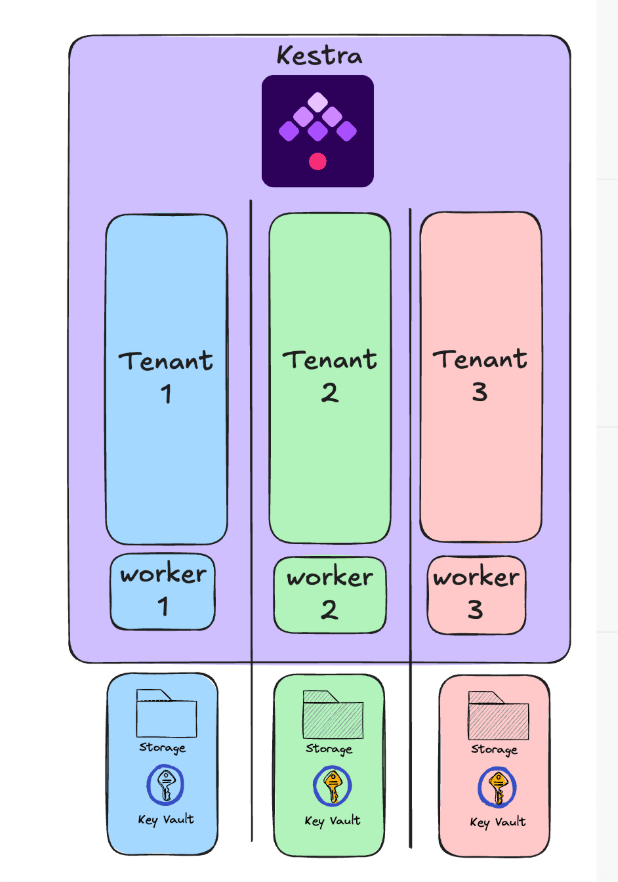 Kestra
Tenant
1
Tenant
2
Tenant
3
worker
1
worker
2
worker
3
Storage
Key Vault
Storage
Key Vault
Storage
Key Vault